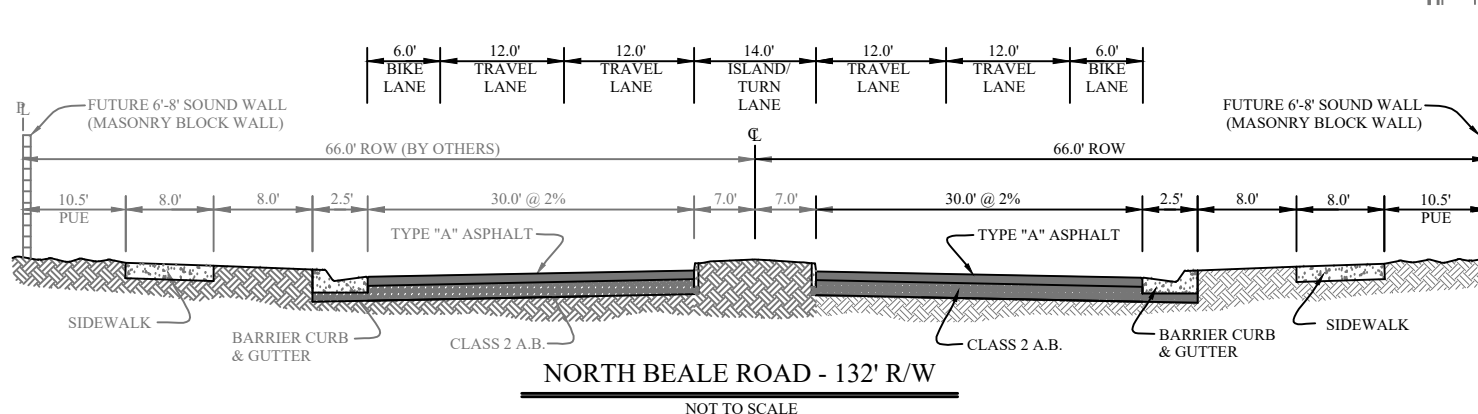 6.0' 12.0' 12.0' 14.0' 12.0' 12.0' 6.0'
BIKE TRAVEL TRAVEL ISLAND/ TRAVEL TRAVEL BIKE
LANE LANE LANE TURN LANE LANE LANE
LANE
PL
FUTURE 6'-8' SOUND WALL
(MASONRY BLOCK WALL)
CL
FUTURE 6'-8' SOUND WALL
(MASONRY BLOCK WALL)
66.0' ROW (BY OTHERS) 66.0' ROW
10.5' 8.0' 8.0' 2.5' 30.0' @ 2% 7.0' 7.0' 30.0' @ 2% 2.5' 8.0' 8.0' 10.5'
PUE PUE
TYPE "A" ASPHALT TYPE "A" ASPHALT
SIDEWALK
BARRIER CURB
& GUTTER
CLASS 2 A.B.
CLASS 2 A.B.
BARRIER CURB
& GUTTER
SIDEWALK
NORTH BEALE ROAD - 132' R/W
NOT TO SCALE